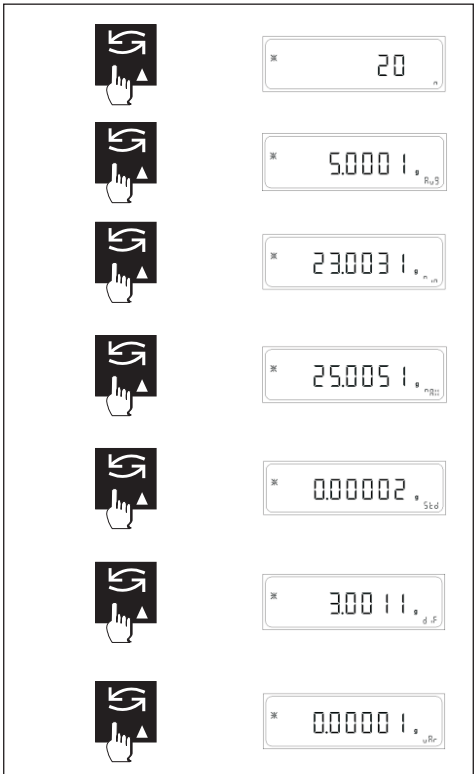 20
n
5.0001 g
Avg
23.0031 g
min
25.0051 g
mAx
0.00002 g
Std
3.0011 g
diF
0.00001 g
vAr